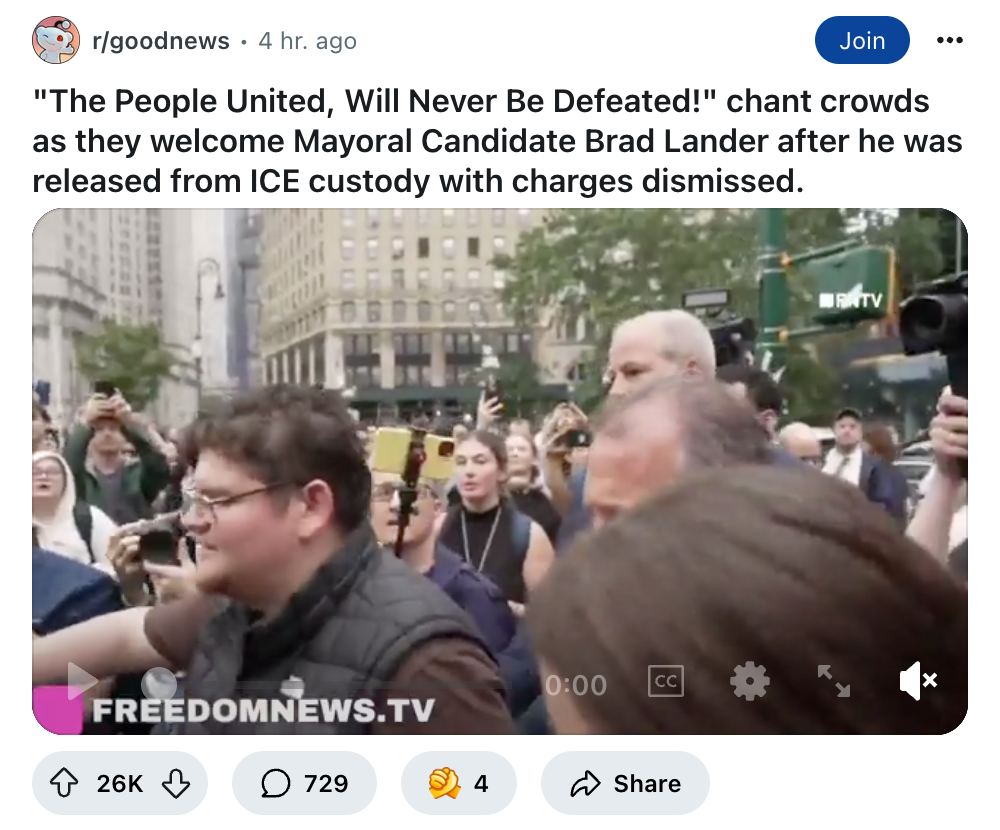 r/goodnews • 4 hr. ago
Join
"The People United, Will Never Be Defeated!" chant crowds
as they welcome Mayoral Candidate Brad Lander after he was
released from ICE custody with charges dismissed.
FNTV
0:00
CC
FREEDOMNEWS.TV
26K
729
4
Share